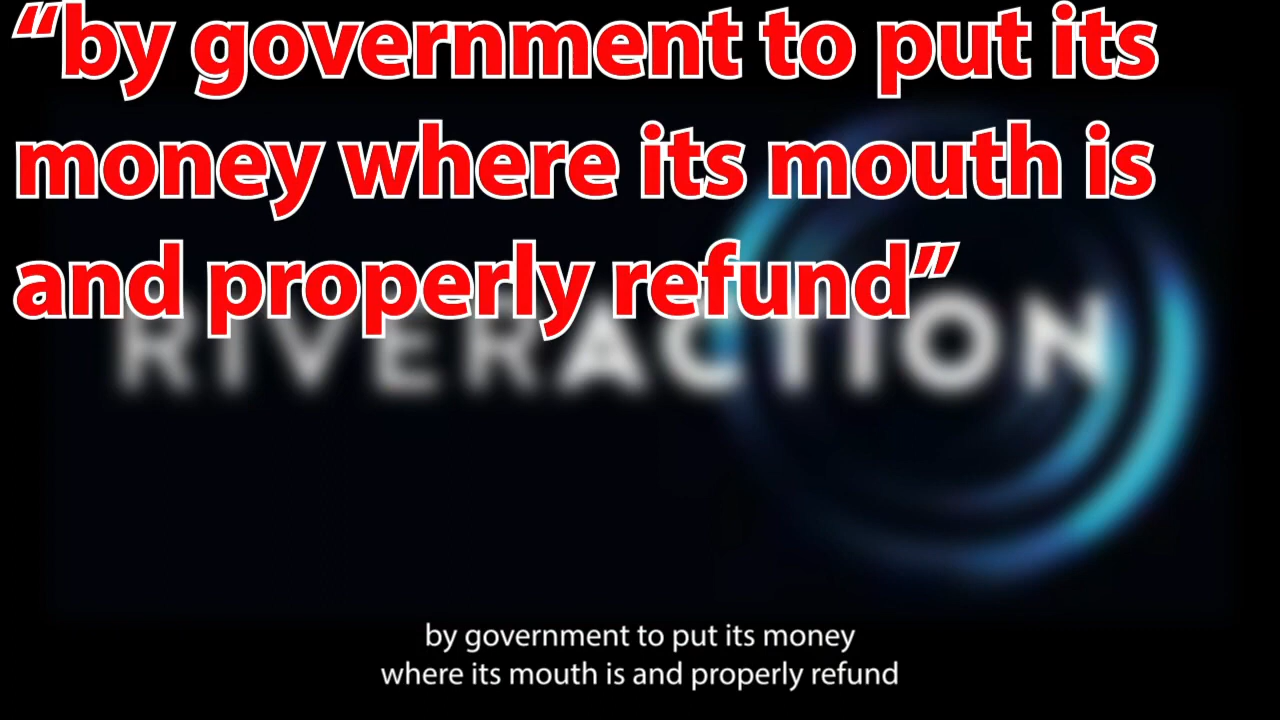 “by government to put its
money where its mouth is
and properly refund”
RIVERACTION
by government to put its money
where its mouth is and properly refund